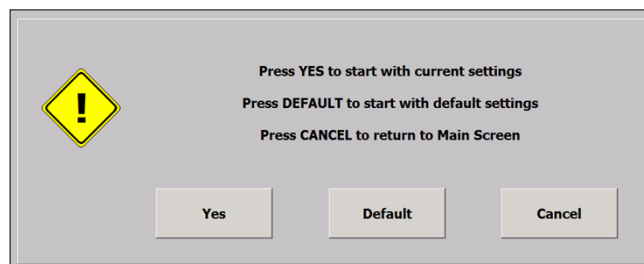 Press YES to start with current settings
Press DEFAULT to start with default settings
Press CANCEL to return to Main Screen
Yes Default Cancel